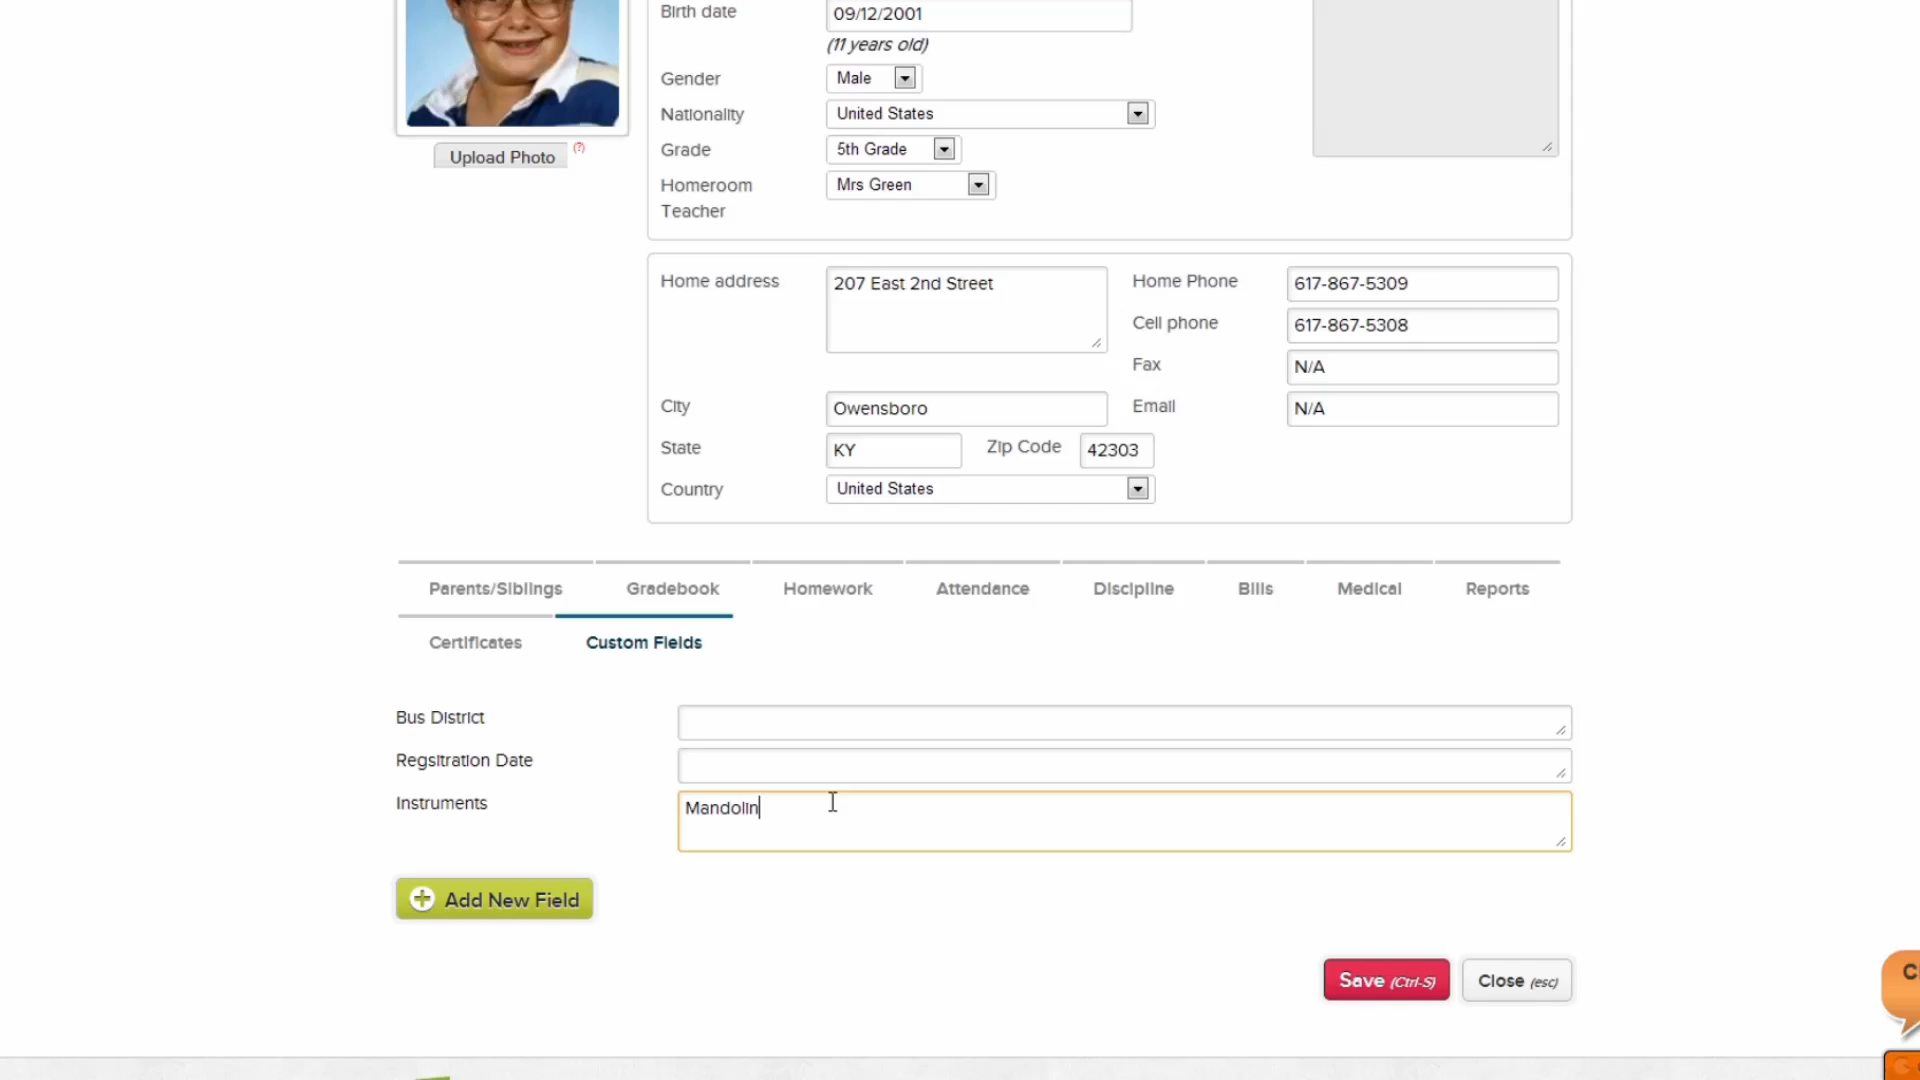 Birth date 09/12/2001
(11 years old)
Gender Male
Nationality United States
Upload Photo (?)
Grade 5th Grade
Homeroom Teacher Mrs Green
Home address 207 East 2nd Street
Home Phone 617-867-5309
Cell phone 617-867-5308
Fax N/A
City Owensboro
Email N/A
State KY Zip Code 42303
Country United States
Parents/Siblings Gradebook Homework Attendance Discipline Bills Medical Reports
Certificates Custom Fields
Bus District
Regsitration Date
Instruments Mandolin
Add New Field
Save (Ctrl-S) Close (esc)